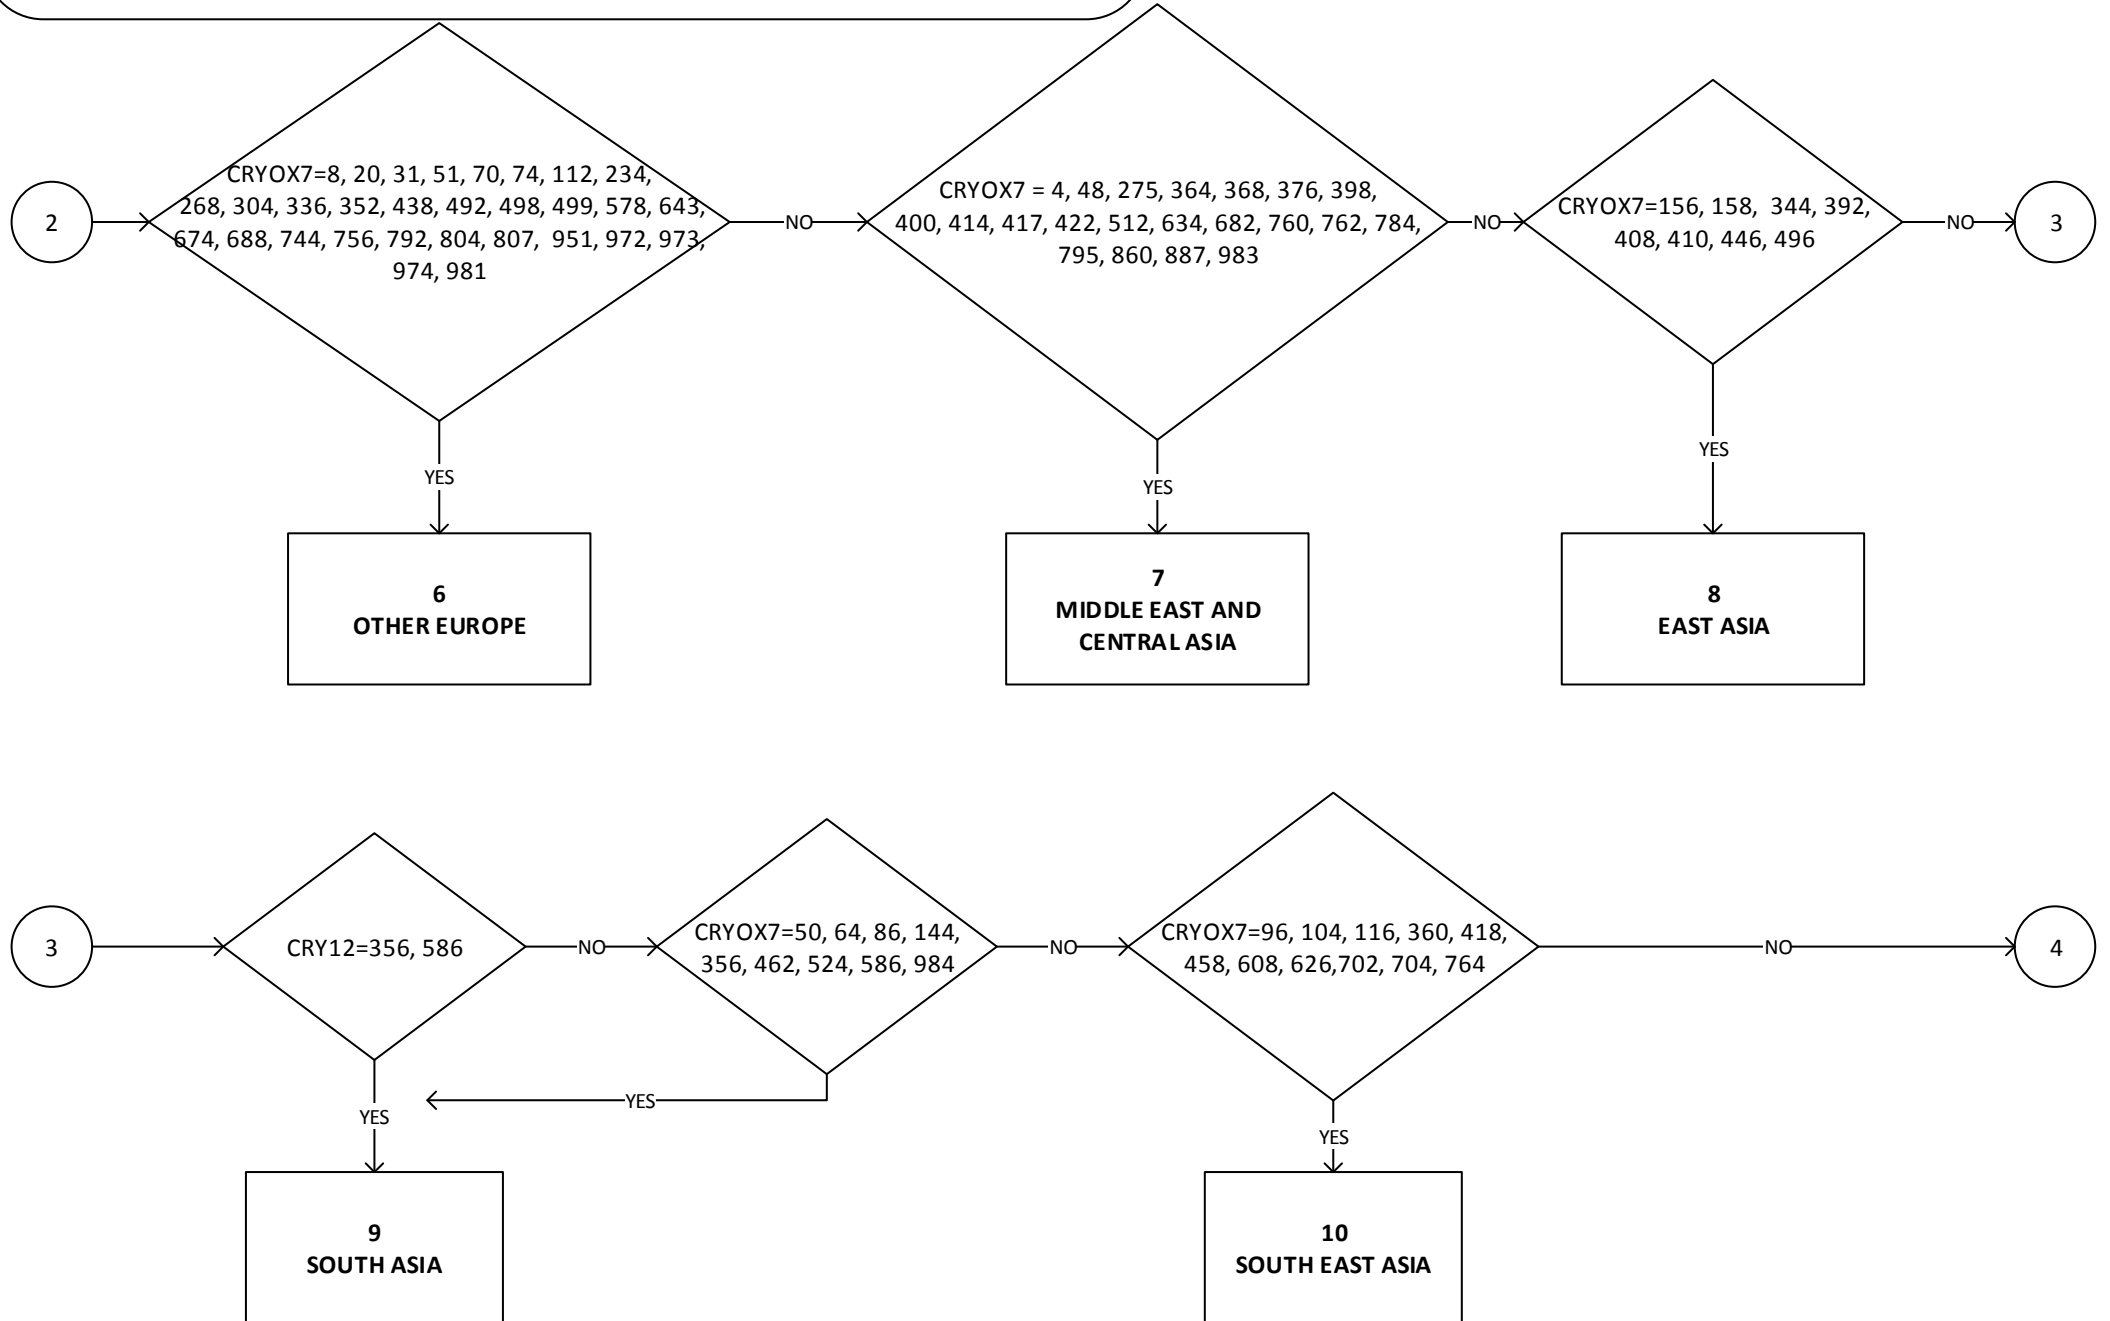 2
CRYOX7=8, 20, 31, 51, 70, 74, 112, 234,
268, 304, 336, 352, 438, 492, 498, 499, 578, 643,
674, 688, 744, 756, 792, 804, 807, 951, 972, 973,
974, 981
NO
CRYOX7 = 4, 48, 275, 364, 368, 376, 398,
400, 414, 417, 422, 512, 634, 682, 760, 762, 784,
795, 860, 887, 983
NO
CRYOX7=156, 158, 344, 392,
408, 410, 446, 496
NO
3
YES
YES
YES
6
OTHER EUROPE
7
MIDDLE EAST AND
CENTRAL ASIA
8
EAST ASIA
3
CRY12=356, 586
NO
CRYOX7=50, 64, 86, 144,
356, 462, 524, 586, 984
NO
CRYOX7=96, 104, 116, 360, 418,
458, 608, 626,702, 704, 764
NO
4
YES
YES
YES
9
SOUTH ASIA
10
SOUTH EAST ASIA